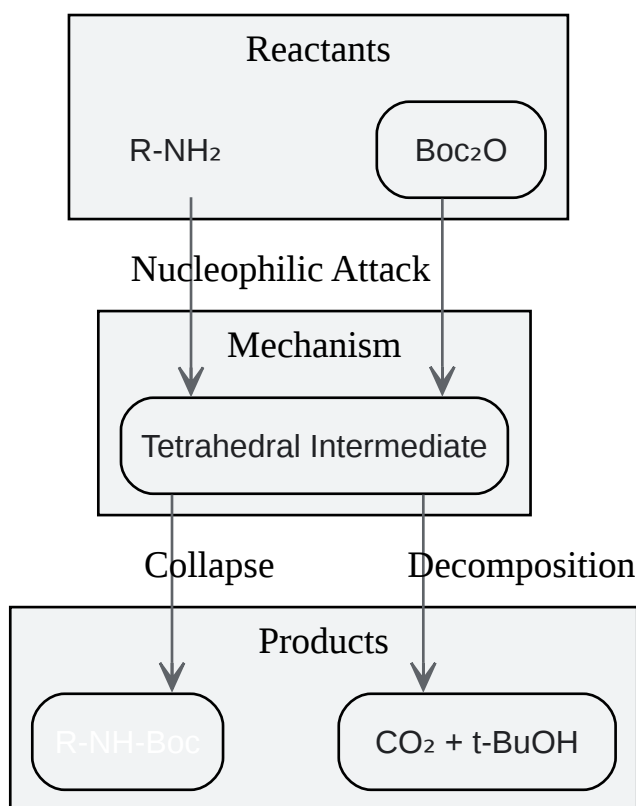 Reactants
R-NH₂
Boc₂O
Nucleophilic Attack
Mechanism
Tetrahedral Intermediate
Collapse
Decomposition
Products
R-NH-Boc
CO₂ + t-BuOH